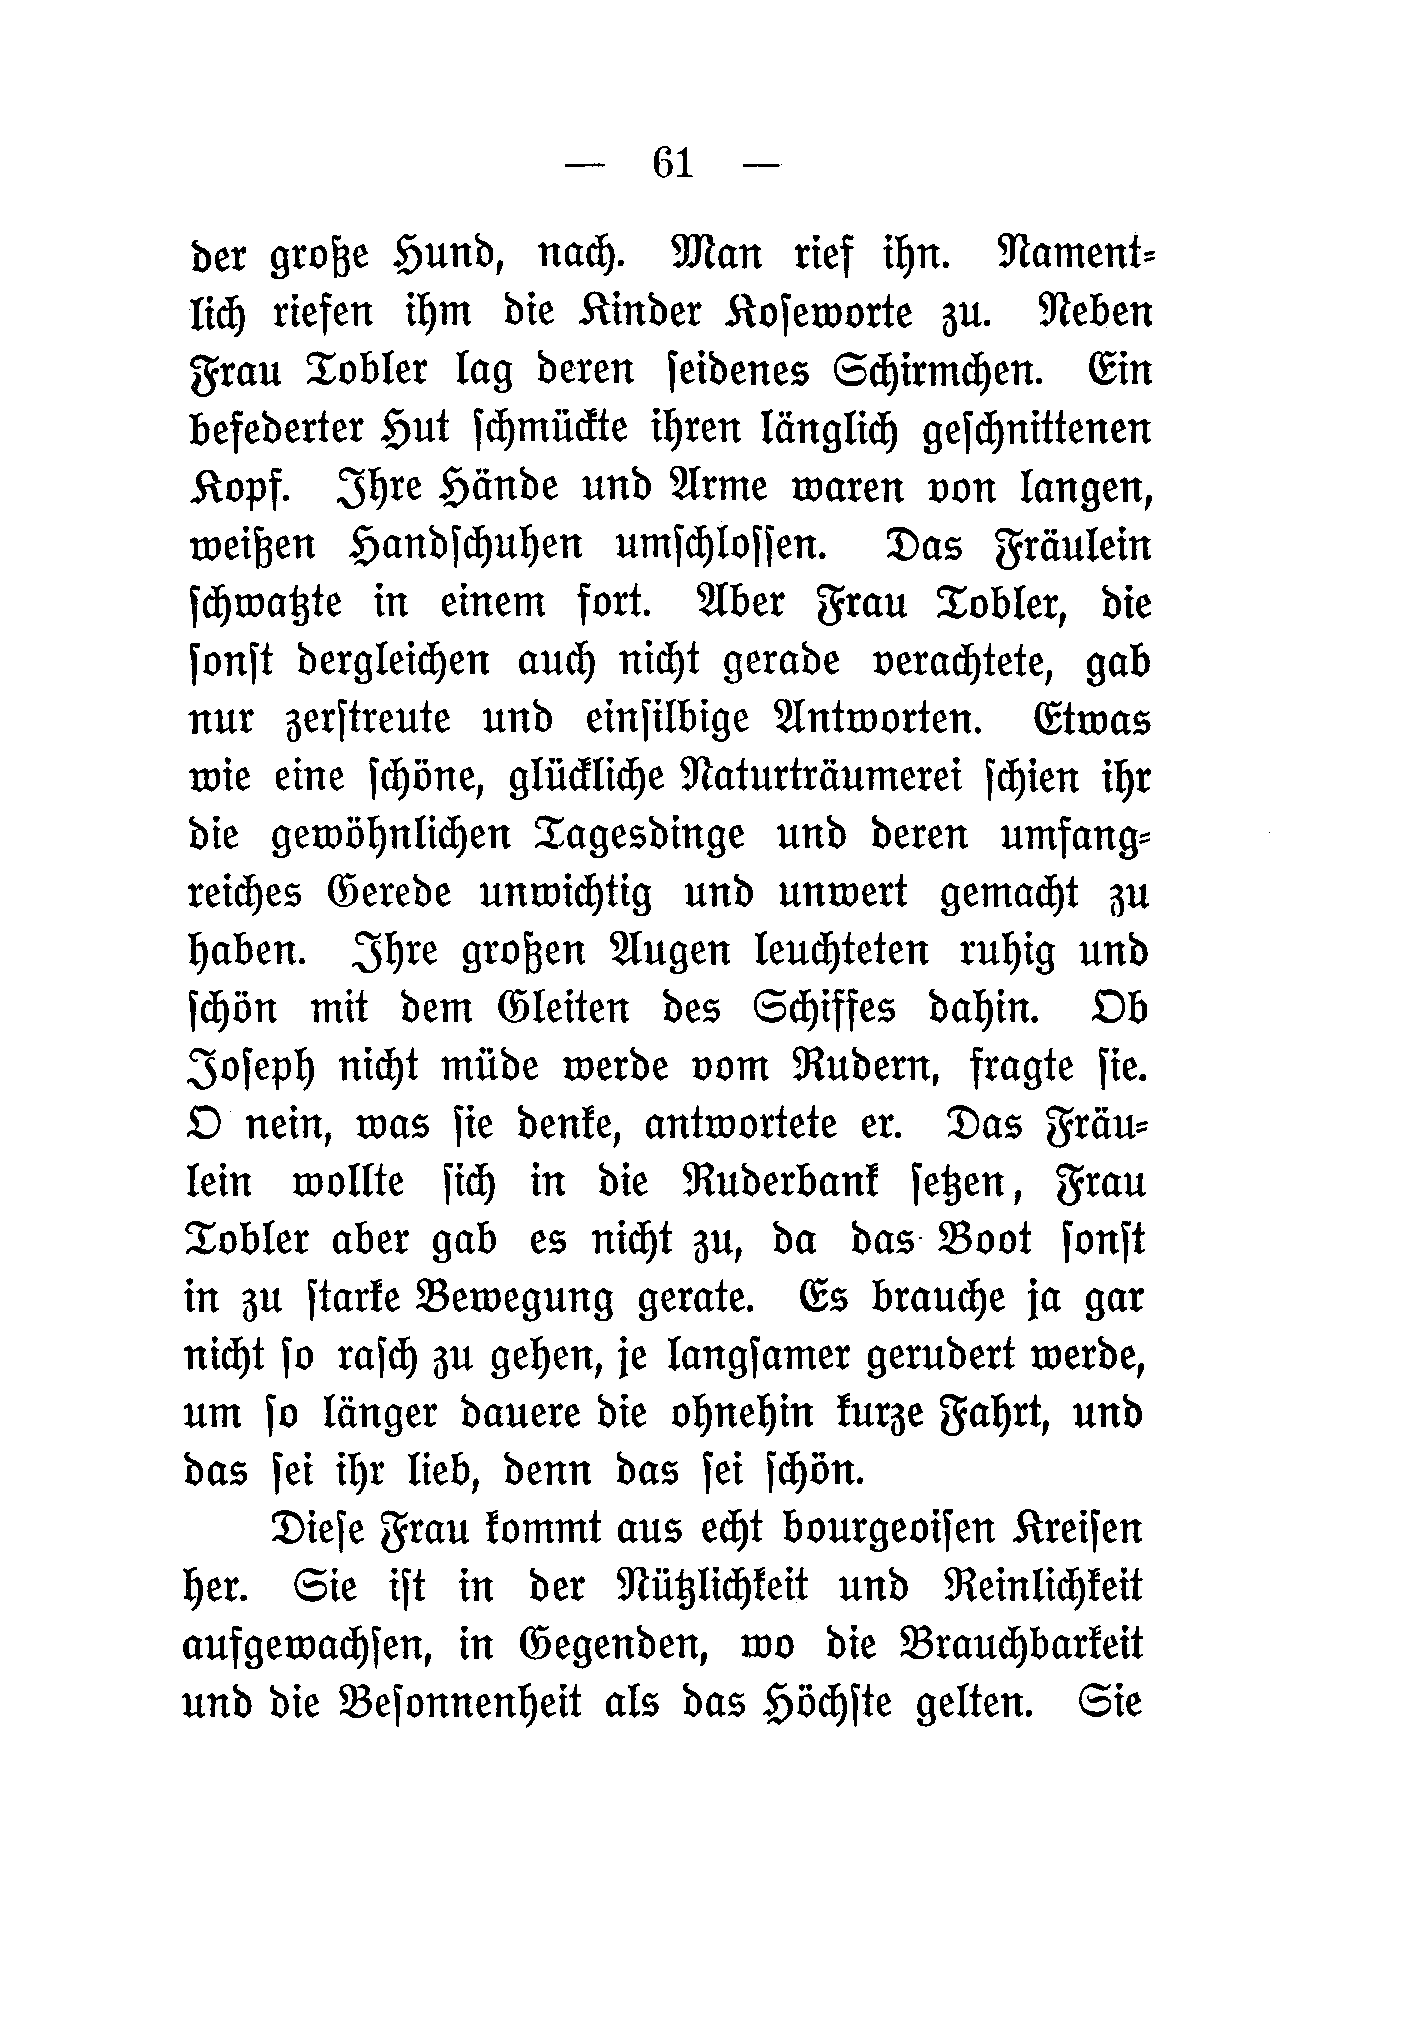 — 61 —
der große Hund, nach. Man rief ihn. Nament⸗
lich riefen ihm die Kinder Koſeworte zu. Neben
Frau Tobler lag deren ſeidenes Schirmchen. Ein
befederter Hut ſchmückte ihren länglich geſchnittenen
Kopf. Ihre Hände und Arme waren von langen,
weißen Handſchuhen umſchloſſen. Das Fräulein
ſchwatzte in einem fort. Aber Frau Tobler, die
ſonſt dergleichen auch nicht gerade verachtete, gab
nur zerſtreute und einſilbige Antworten. Etwas
wie eine ſchöne, glückliche Naturträumerei ſchien ihr
die gewöhnlichen Tagesdinge und deren umfang⸗
reiches Gerede unwichtig und unwert gemacht zu
haben. Ihre großen Augen leuchteten ruhig und
ſchön mit dem Gleiten des Schiffes dahin. Ob
Joſeph nicht müde werde vom Rudern, fragte ſie.
O nein, was ſie denke, antwortete er. Das Fräu⸗
lein wollte ſich in die Ruderbank ſetzen, Frau
Tobler aber gab es nicht zu, da das Boot ſonſt
in zu ſtarke Bewegung gerate. Es brauche ja gar
nicht ſo raſch zu gehen, je langſamer gerudert werde,
um ſo länger dauere die ohnehin kurze Fahrt, und
das ſei ihr lieb, denn das ſei ſchön.
Dieſe Frau kommt aus echt bourgeoiſen Kreiſen
her. Sie iſt in der Nützlichkeit und Reinlichkeit
aufgewachſen, in Gegenden, wo die Brauchbarkeit
und die Beſonnenheit als das Höchſte gelten. Sie